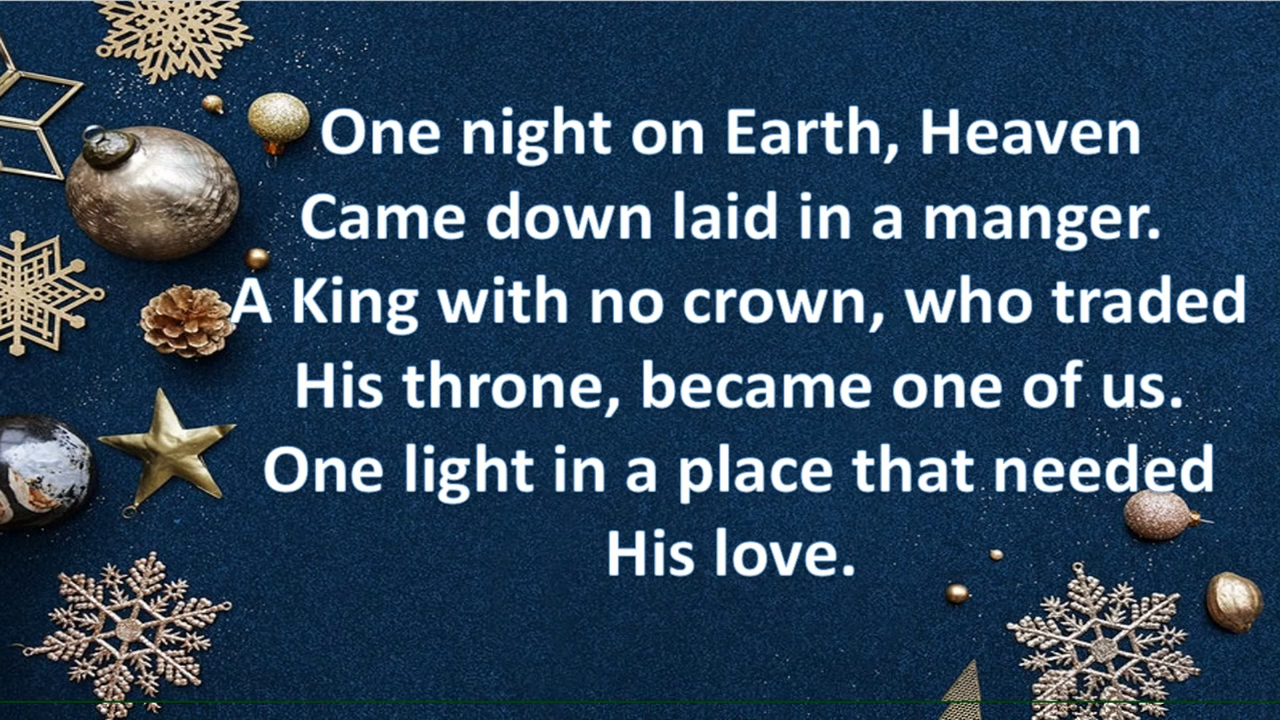 One night on Earth, Heaven
Came down laid in a manger.
A King with no crown, who traded
His throne, became one of us.
One light in a place that needed
His love.